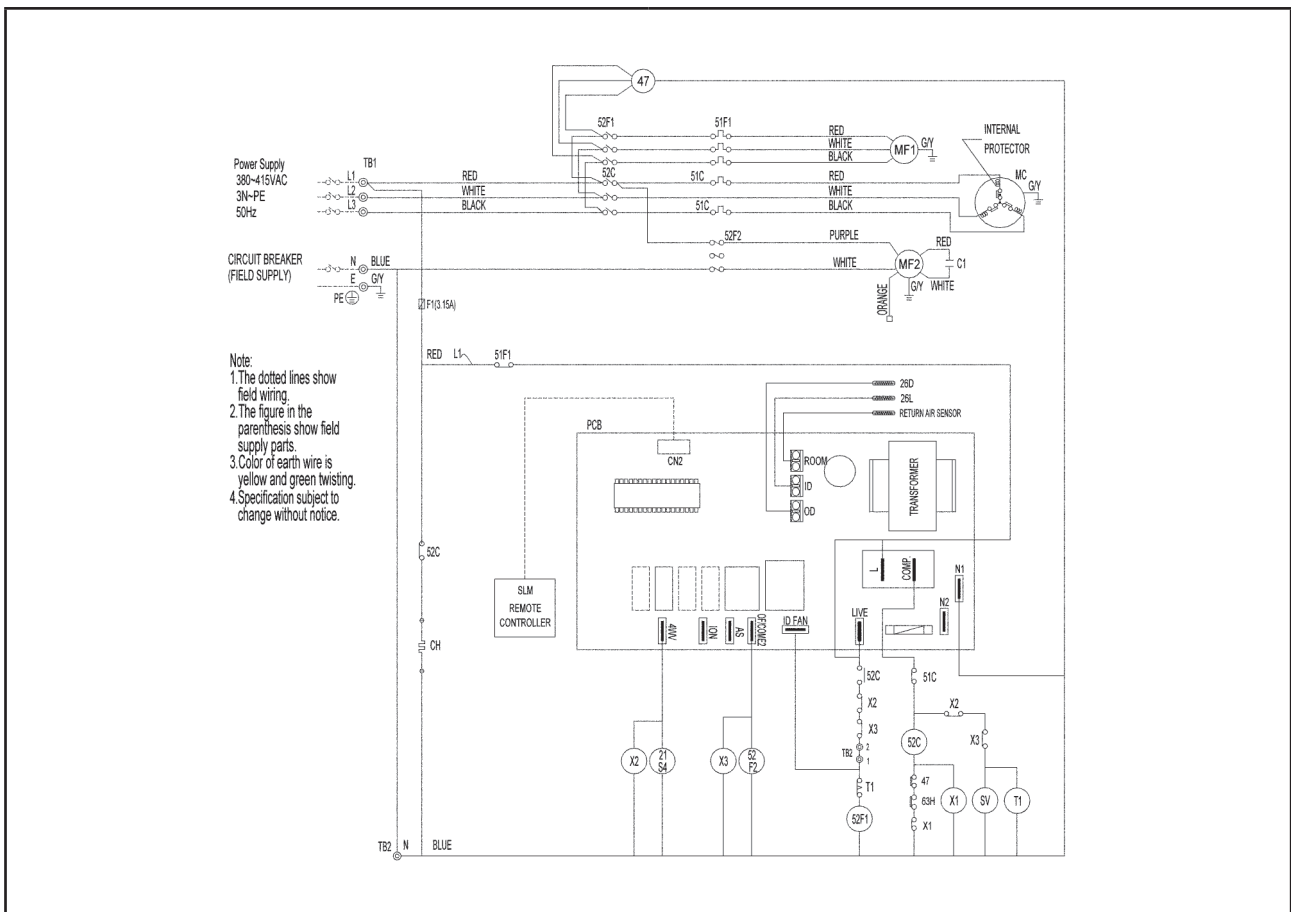 47
52F1
51F1
RED
WHITE
BLACK
MF1
G/Y
INTERNAL
PROTECTOR
Power Supply
380~415VAC
3N~PE
50Hz
TB1
L1
L2
L3
RED
WHITE
BLACK
52C
51C
51C
RED
WHITE
BLACK
MC
G/Y
CIRCUIT BREAKER
(FIELD SUPPLY)
N
BLUE
E
G/Y
PE
52F2
PURPLE
WHITE
MF2
RED
C1
WHITE
G/Y
ORANGE
F1(3.15A)
RED
L1
51F1
Note:
1.The dotted lines show
field wiring.
2.The figure in the
parenthesis show field
supply parts.
3.Color of earth wire is
yellow and green twisting.
4.Specification subject to
change without notice.
26D
26L
RETURN AIR SENSOR
PCB
CN2
ROOM
ID
OD
TRANSFORMER
52C
SLM
REMOTE
CONTROLLER
L
COMP.
N1
N2
4WV
ION
AS
OF/COME2
ID FAN
LIVE
CH
52C
X2
X3
TB2
2
1
T1
52F1
51C
X2
X3
52C
47
63H
X1
X1
SV
T1
X2
21
S4
X3
52
F2
TB2
N
BLUE